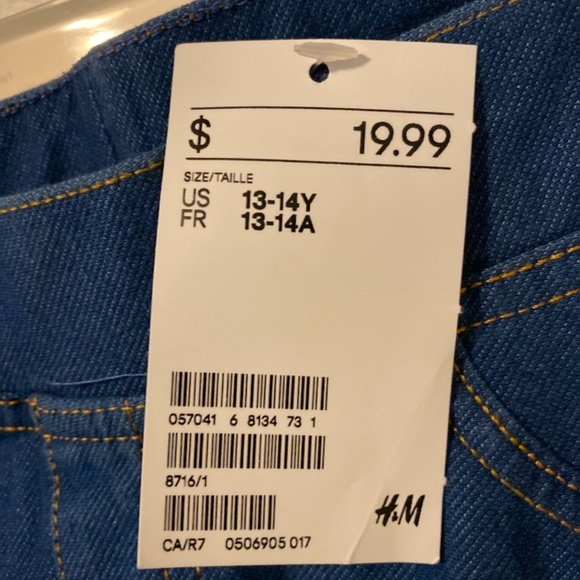 $ 19.99
SIZE/TAILLE
US 13-14Y
FR 13-14A
057041 6 8134 73 1
8716/1
H&M
CA/R7 0506905 017